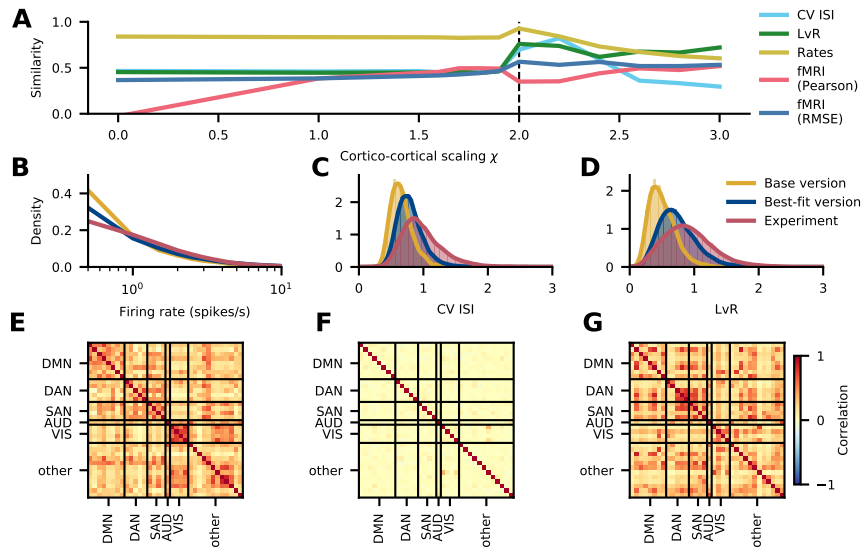 A
1.0
0.5
0.0
Similarity
0.0
0.5
1.0
1.5
2.0
2.5
3.0
Cortico-cortical scaling χ
CV ISI
LvR
Rates
fMRI
(Pearson)
fMRI
(RMSE)
B
0.4
0.2
0.0
Density
10⁰
10¹
Firing rate (spikes/s)
C
2
1
0
0
1
2
3
CV ISI
D
2
1
0
0
1
2
3
LvR
Base version
Best-fit version
Experiment
E
DMN
DAN
SAN
AUD
VIS
other
DMN
DAN
SAN
AUD
VIS
other
F
DMN
DAN
SAN
AUD
VIS
other
DMN
DAN
SAN
AUD
VIS
other
G
DMN
DAN
SAN
AUD
VIS
other
DMN
DAN
SAN
AUD
VIS
other
1
0
−1
Correlation